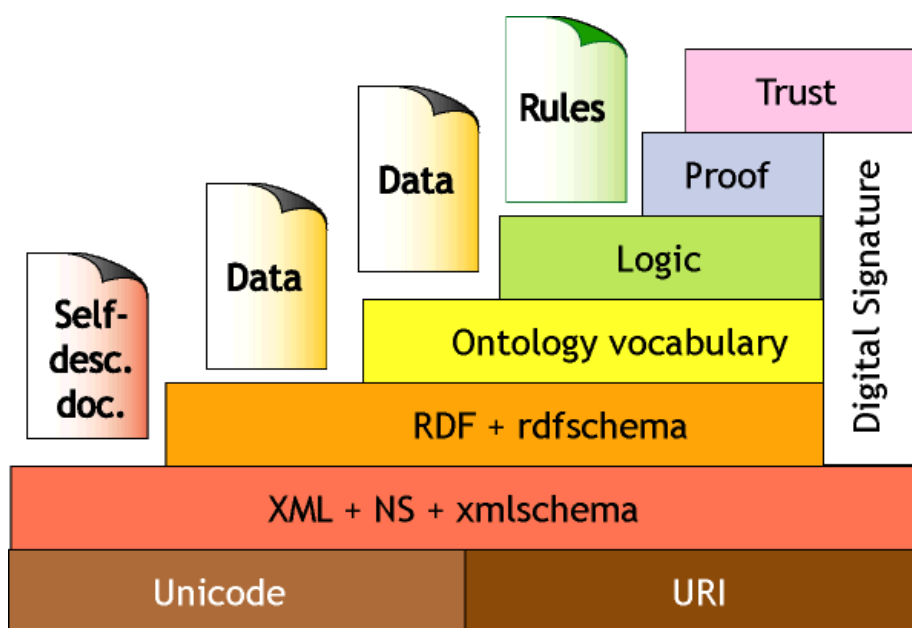 Trust
Rules
Proof
Data
Logic
Digital Signature
Data
Self-
desc.
doc.
Ontology vocabulary
RDF + rdfschema
XML + NS + xmlschema
Unicode
URI